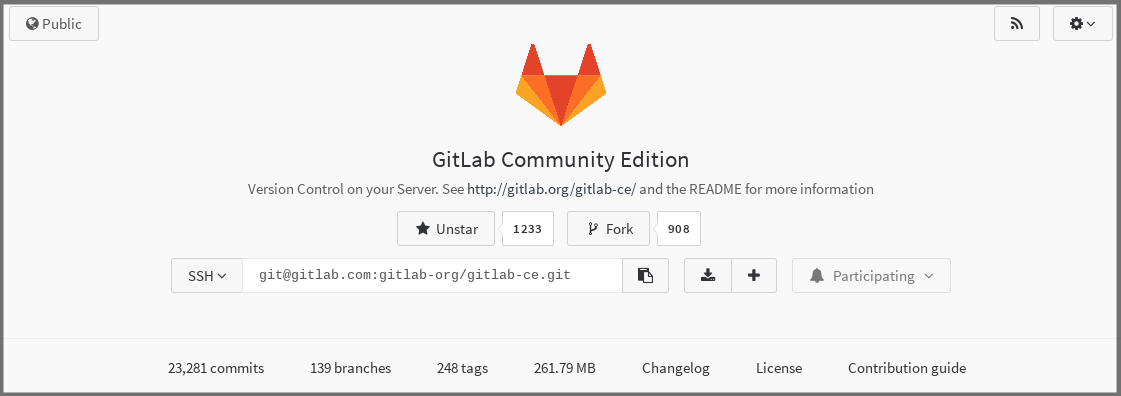 Public
GitLab Community Edition
Version Control on your Server. See http://gitlab.org/gitlab-ce/ and the README for more information
Unstar 1233 Fork 908
SSH git@gitlab.com:gitlab-org/gitlab-ce.git Participating
23,281 commits 139 branches 248 tags 261.79 MB Changelog License Contribution guide